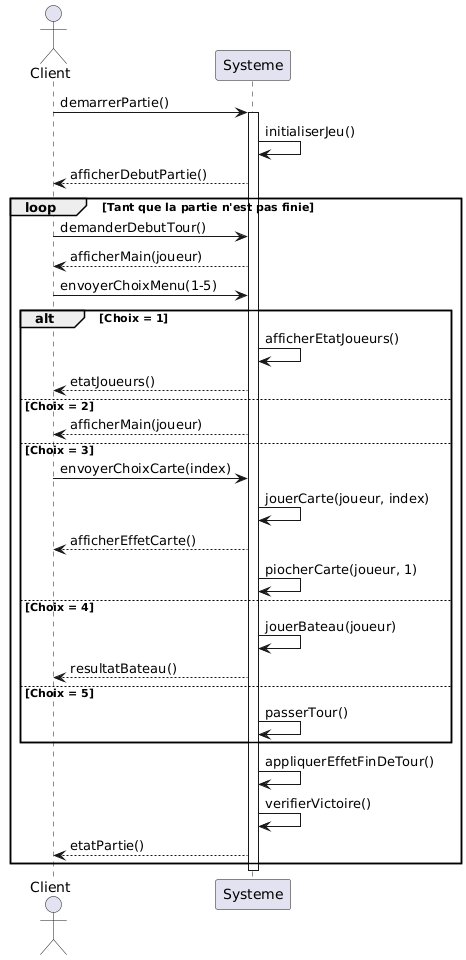 Client
Systeme
demarrerPartie()
initialiserJeu()
afficherDebutPartie()
loop [Tant que la partie n'est pas finie]
demanderDebutTour()
afficherMain(joueur)
envoyerChoixMenu(1-5)
alt [Choix = 1]
afficherEtatJoueurs()
etatJoueurs()
[Choix = 2]
afficherMain(joueur)
[Choix = 3]
envoyerChoixCarte(index)
jouerCarte(joueur, index)
afficherEffetCarte()
piocherCarte(joueur, 1)
[Choix = 4]
jouerBateau(joueur)
resultatBateau()
[Choix = 5]
passerTour()
appliquerEffetFinDeTour()
verifierVictoire()
etatPartie()
Client
Systeme